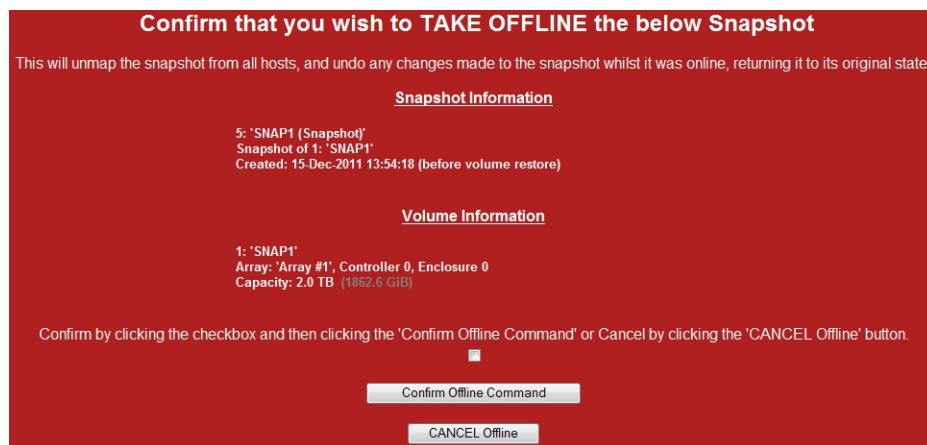 Confirm that you wish to TAKE OFFLINE the below Snapshot
This will unmap the snapshot from all hosts, and undo any changes made to the snapshot whilst it was online, returning it to its original state
Snapshot Information
5: 'SNAP1 (Snapshot)'
Snapshot of 1: 'SNAP1'
Created: 15-Dec-2011 13:54:18 (before volume restore)
Volume Information
1: 'SNAP1'
Array: 'Array #1', Controller 0, Enclosure 0
Capacity: 2.0 TB (1862.6 GiB)
Confirm by clicking the checkbox and then clicking the 'Confirm Offline Command' or Cancel by clicking the 'CANCEL Offline' button.
Confirm Offline Command
CANCEL Offline